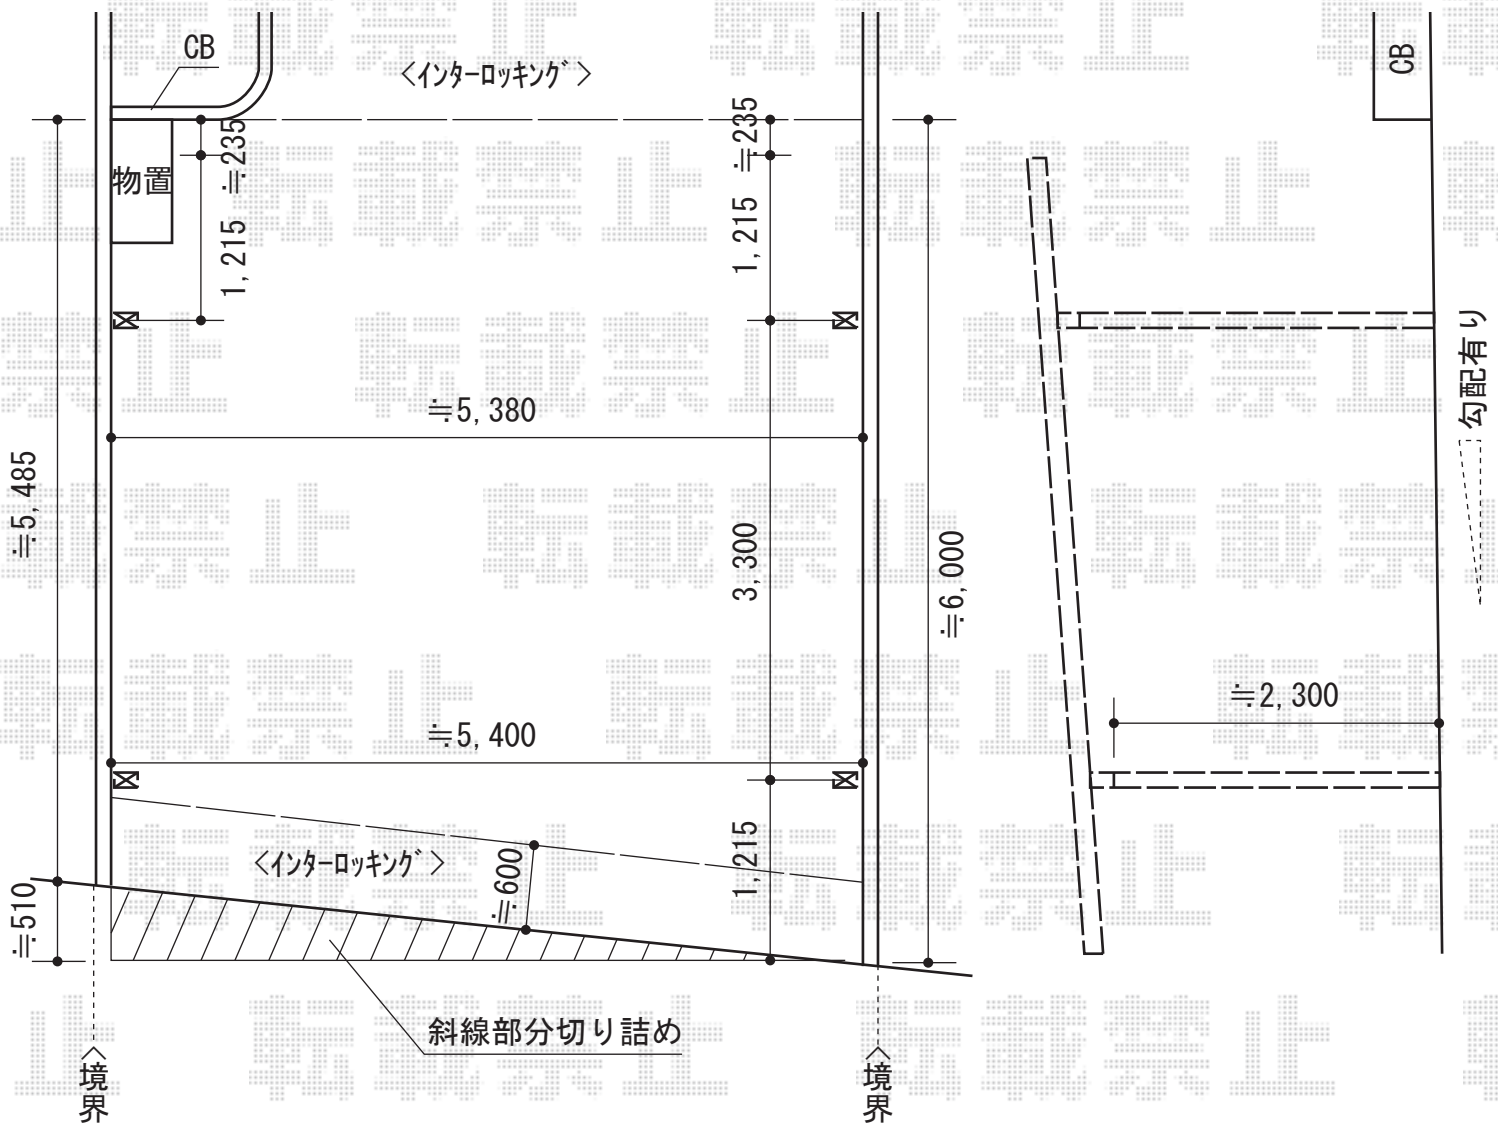 CB
<インターロッキング>
CB
≒235
≒235
物置
1,215
1,215
勾配有り
≒5,380
≒5,485
3,300
≒6,000
≒2,300
≒5,400
<インターロッキング>
≒600
1,215
≒510
斜線部分切り詰め
<境界
<境界
転載禁止